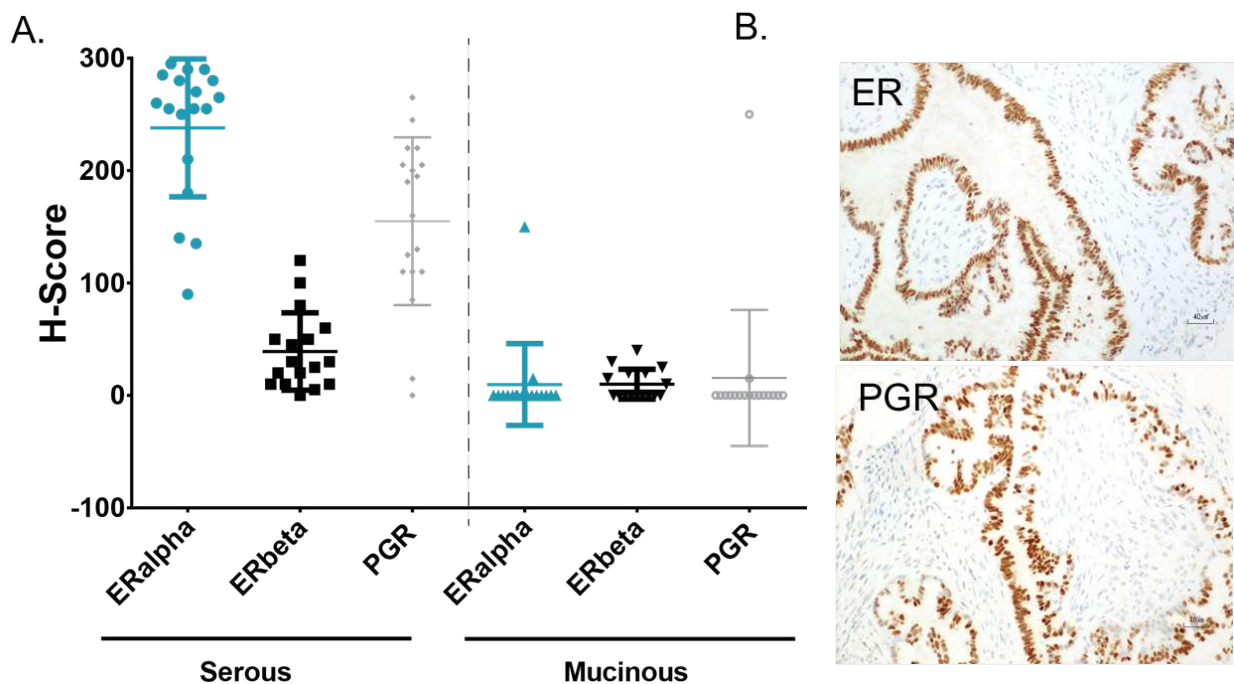 A.
B.
300
200
100
0
-100
H-Score
ERalpha
ERbeta
PGR
ERalpha
ERbeta
PGR
Serous
Mucinous
ER
PGR